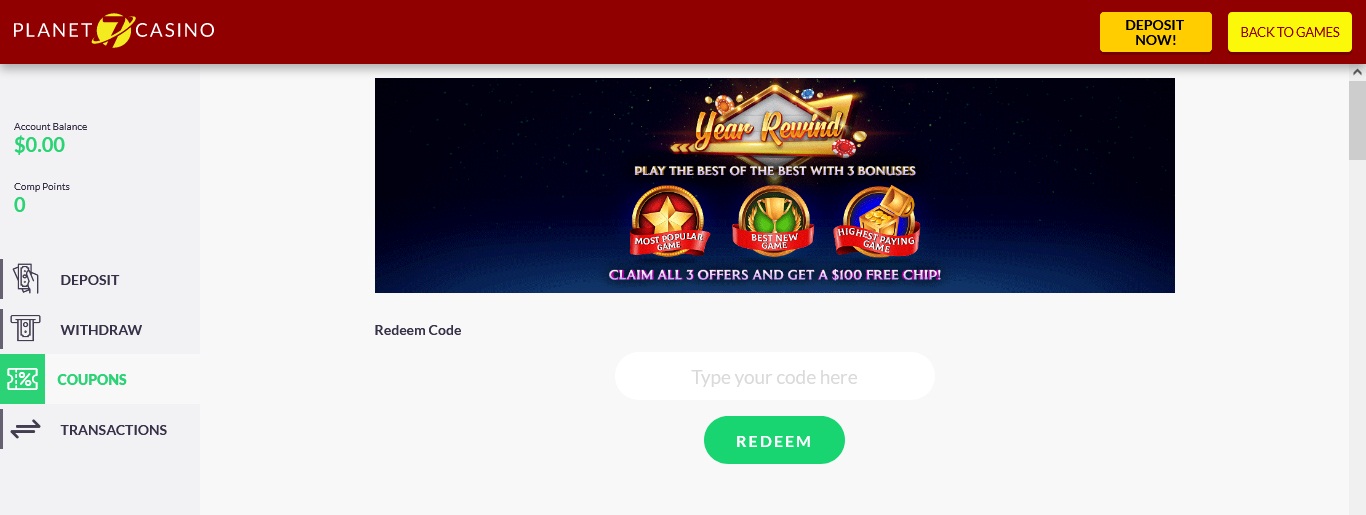 PLANET 7 CASINO
DEPOSIT
NOW!
BACK TO GAMES
Account Balance
$0.00
Comp Points
0
DEPOSIT
WITHDRAW
COUPONS
TRANSACTIONS
Year Rewind
PLAY THE BEST OF THE BEST WITH 3 BONUSES
MOST POPULAR
GAME
BEST NEW
GAME
HIGHEST PAYING
GAME
CLAIM ALL 3 OFFERS AND GET A $100 FREE CHIP!
Redeem Code
Type your code here
REDEEM